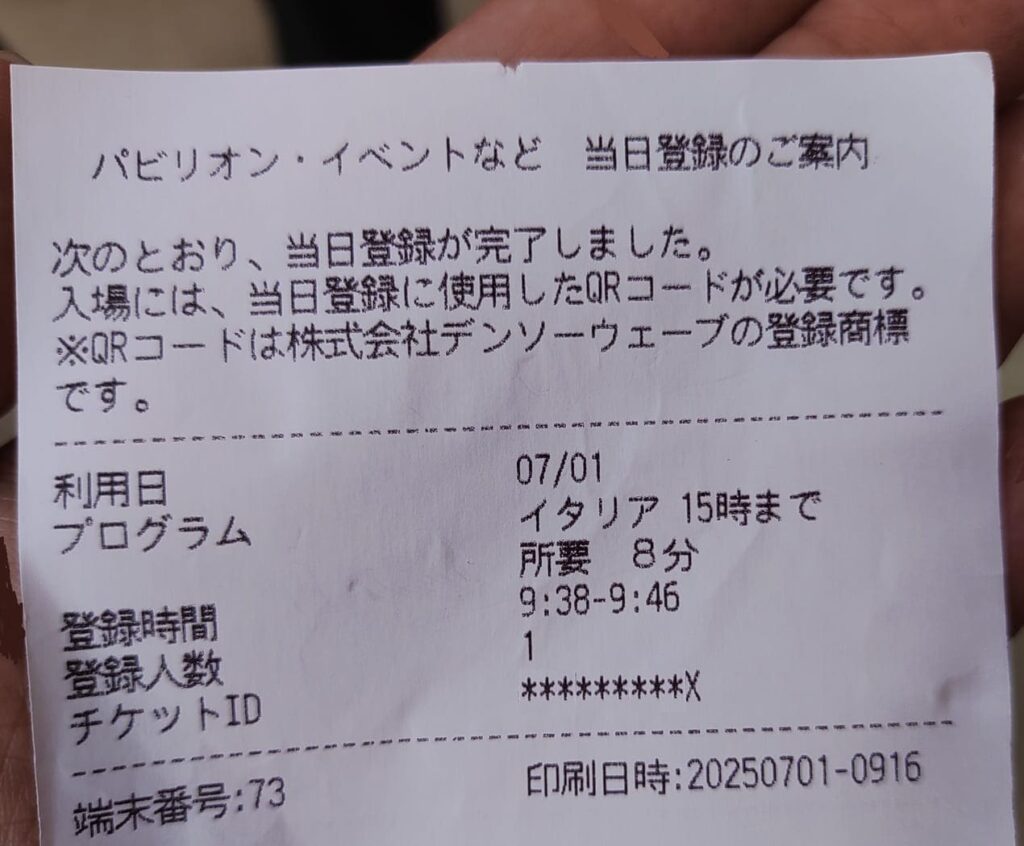 パビリオン・イベントなど　当日登録のご案内
次のとおり、当日登録が完了しました。
入場には、当日登録に使用したQRコードが必要です。
※QRコードは株式会社デンソーウェーブの登録商標
です。
利用日 07/01
プログラム イタリア 15時まで
所要　８分
登録時間 9:38-9:46
登録人数 1
チケットID *********X
端末番号:73 印刷日時:20250701-0916